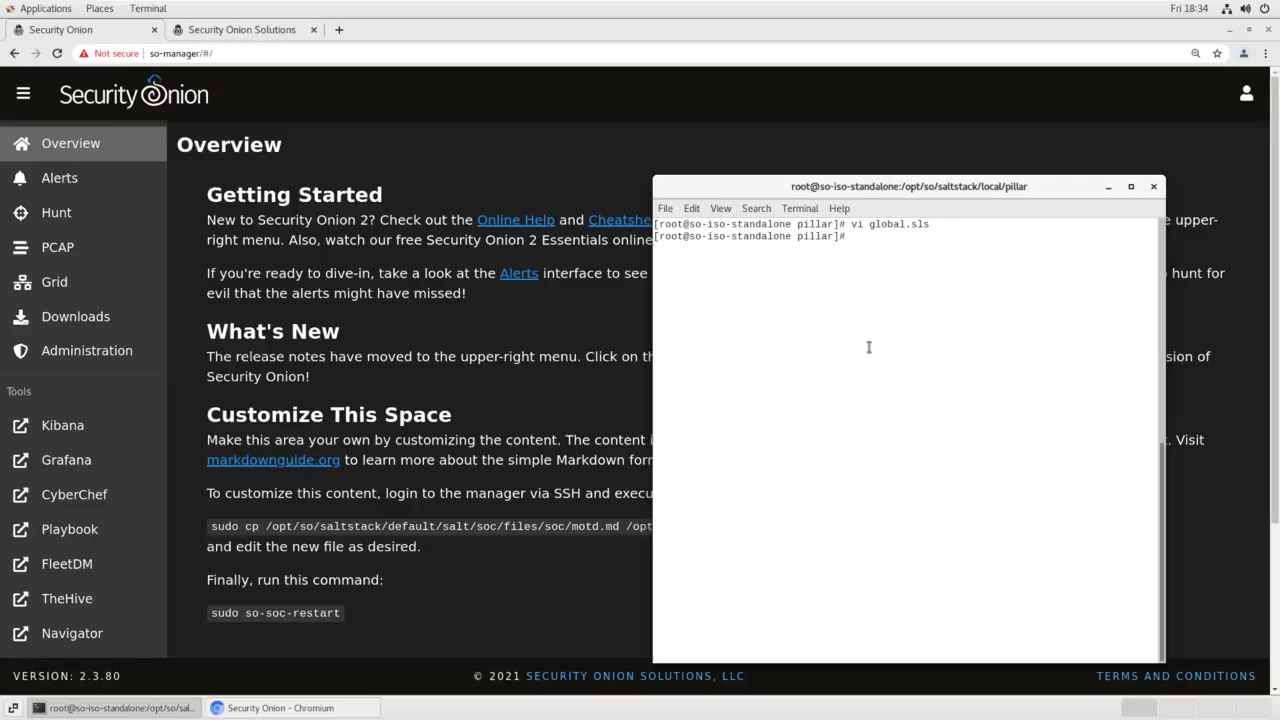 Applications Places Terminal Fri 18:34
Security Onion Security Onion Solutions
Not secure so-manager/#/
Security Onion
Overview
Alerts
Hunt
PCAP
Grid
Downloads
Administration
Tools
Kibana
Grafana
CyberChef
Playbook
FleetDM
TheHive
Navigator
Overview
Getting Started
New to Security Onion 2? Check out the Online Help and Cheatshe e upper-
right menu. Also, watch our free Security Onion 2 Essentials online
If you're ready to dive-in, take a look at the Alerts interface to see hunt for
evil that the alerts might have missed!
What's New
The release notes have moved to the upper-right menu. Click on th sion of
Security Onion!
Customize This Space
Make this area your own by customizing the content. The content i . Visit
markdownguide.org to learn more about the simple Markdown form
To customize this content, login to the manager via SSH and execu
sudo cp /opt/so/saltstack/default/salt/soc/files/soc/motd.md /opt
and edit the new file as desired.
Finally, run this command:
sudo so-soc-restart
root@so-iso-standalone:/opt/so/saltstack/local/pillar
File Edit View Search Terminal Help
[root@so-iso-standalone pillar]# vi global.sls
[root@so-iso-standalone pillar]#
VERSION: 2.3.80 © 2021 SECURITY ONION SOLUTIONS, LLC TERMS AND CONDITIONS
root@so-iso-standalone:/opt/so/sal... Security Onion - Chromium